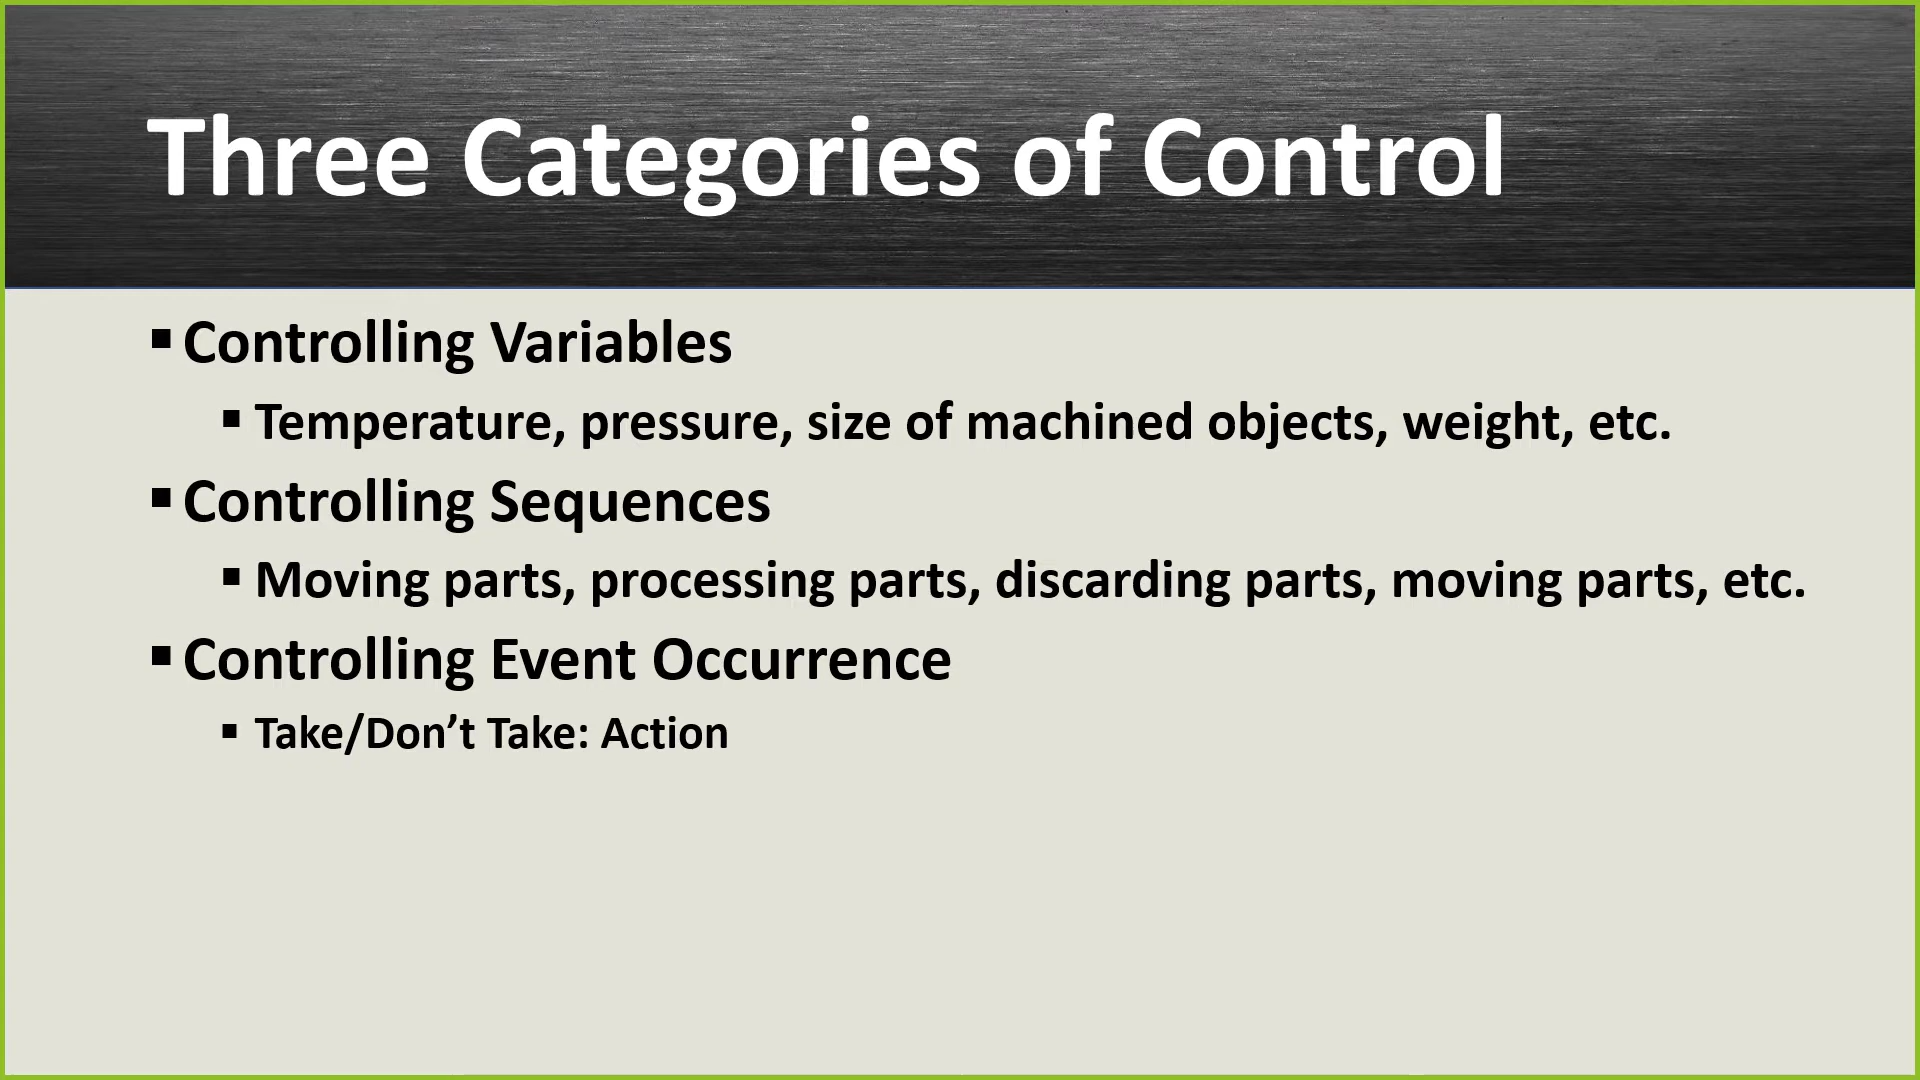 Three Categories of Control
▪Controlling Variables
▪Temperature, pressure, size of machined objects, weight, etc.
▪Controlling Sequences
▪Moving parts, processing parts, discarding parts, moving parts, etc.
▪Controlling Event Occurrence
▪Take/Don’t Take: Action